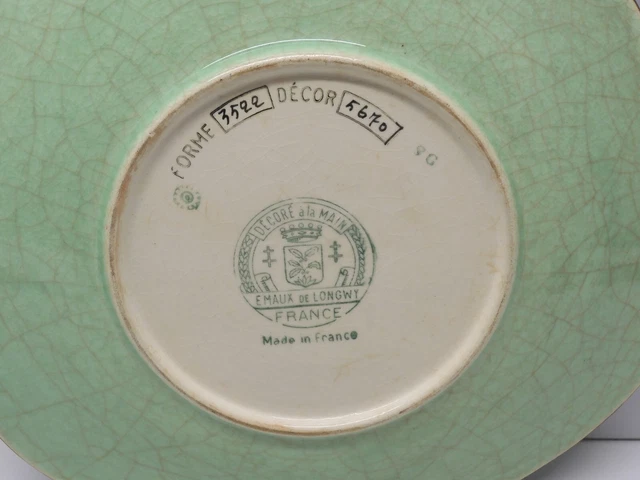 FORME 3522 DÉCOR 5670
DÉCORÉ à la MAIN
EMAUX DE LONGWY
FRANCE
Made in France